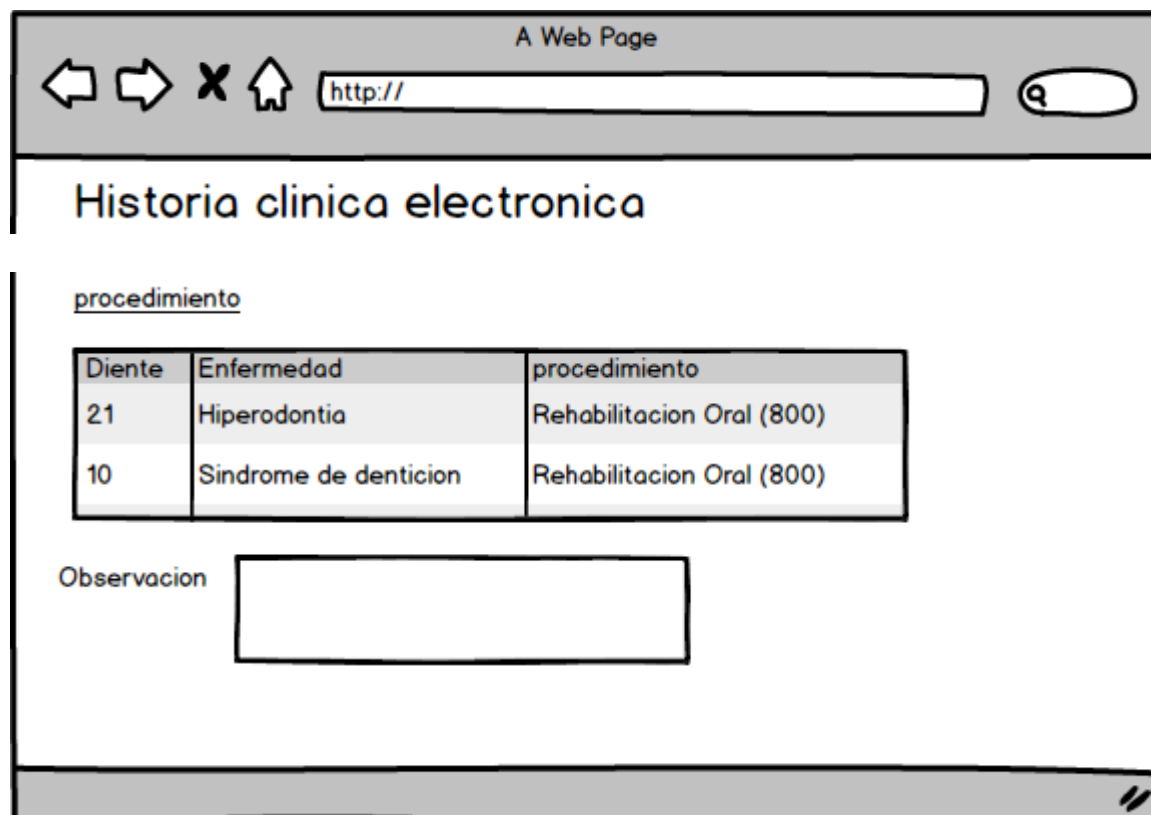 A Web Page
http://
Historia clinica electronica
procedimiento
Diente Enfermedad procedimiento
21 Hiperodontia Rehabilitacion Oral (800)
10 Sindrome de denticion Rehabilitacion Oral (800)
Observacion